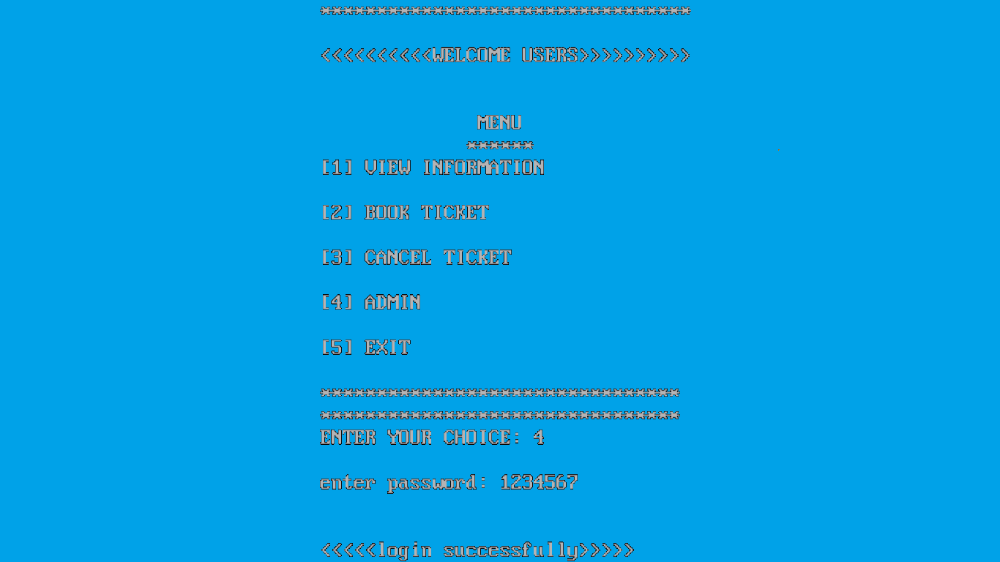 *********************************
<<<<<<<<<<WELCOME USERS>>>>>>>>>>
MENU
******
[1] VIEW INFORMATION
[2] BOOK TICKET
[3] CANCEL TICKET
[4] ADMIN
[5] EXIT
********************************
********************************
ENTER YOUR CHOICE: 4
enter password: 1234567
<<<<<login successfully>>>>>